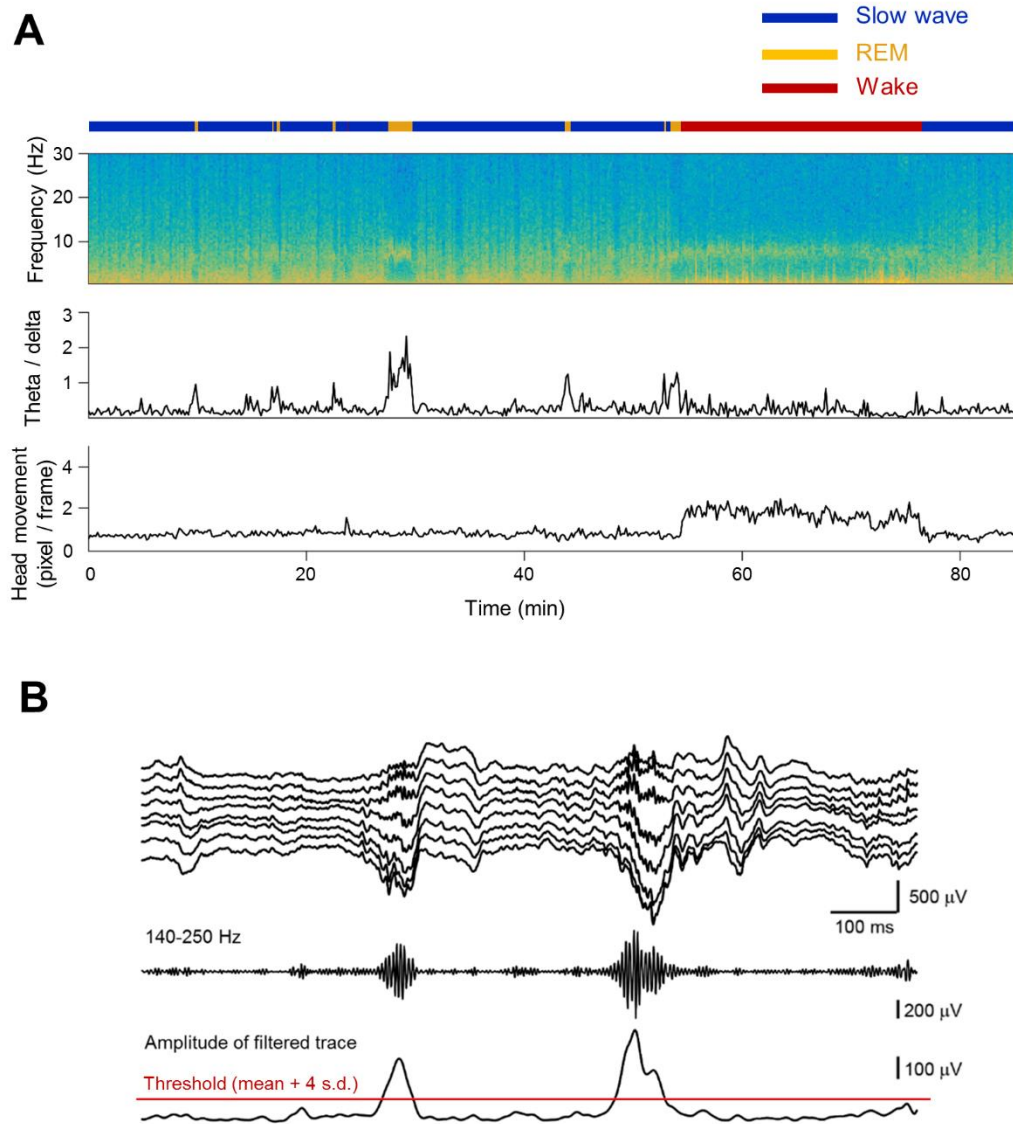 A
Slow wave
REM
Wake
Frequency (Hz)
30
20
10
Theta / delta
3
2
1
Head movement
(pixel / frame)
4
2
0
0 20 40 60 80
Time (min)
B
500 µV
100 ms
140-250 Hz
200 µV
Amplitude of filtered trace
100 µV
Threshold (mean + 4 s.d.)